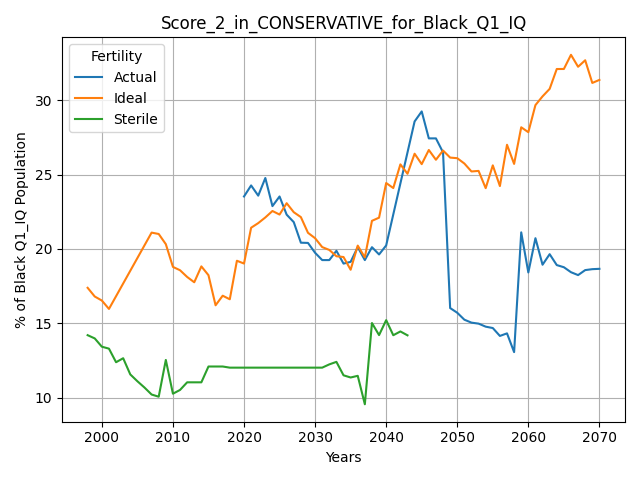 Score_2_in_CONSERVATIVE_for_Black_Q1_IQ
Fertility
Actual
Ideal
Sterile
% of Black Q1_IQ Population
30
25
20
15
10
2000 2010 2020 2030 2040 2050 2060 2070
Years